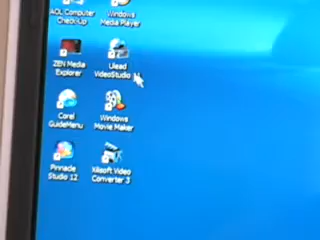 AOL Computer
Check-Up
Windows
Media Player
ZEN Media
Explorer
Ulead
VideoStudio
Corel
GuideMenu
Windows
Movie Maker
Pinnacle
Studio 12
Xilisoft Video
Converter 3